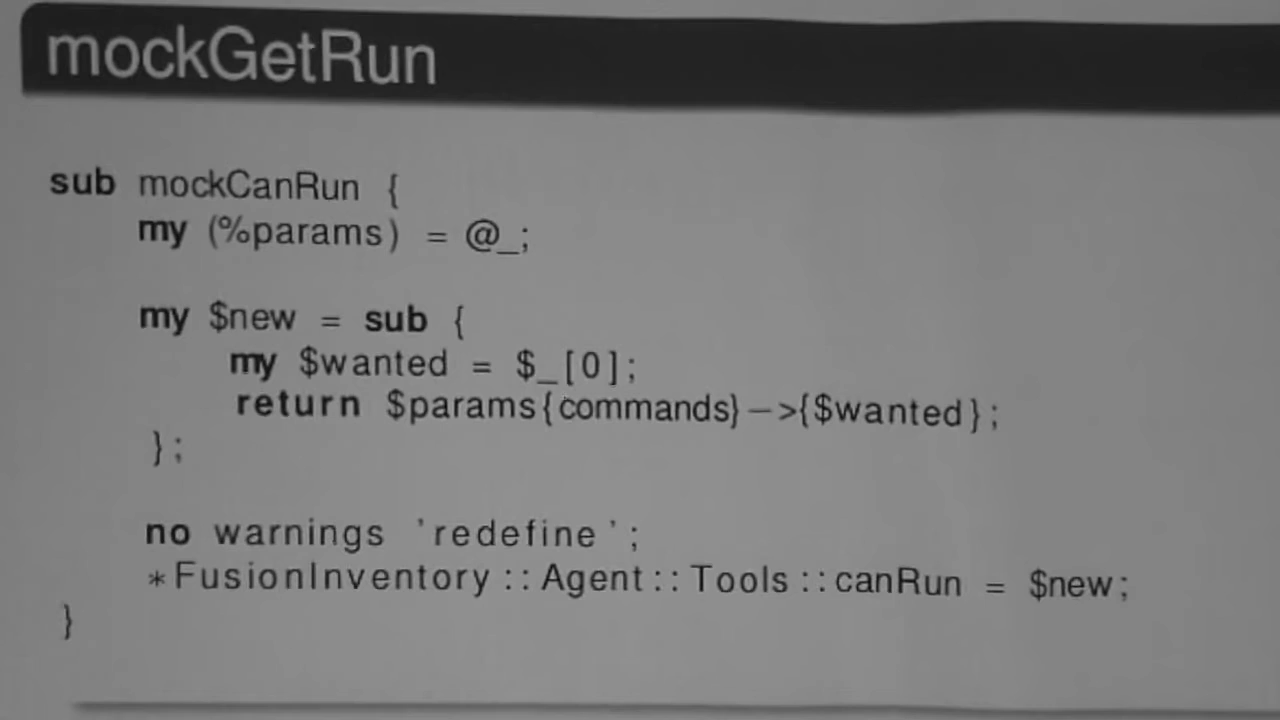 mockGetRun
sub mockCanRun {
my (%params) = @_;
my $new = sub {
my $wanted = $_[0];
return $params{commands}->{$wanted};
};
no warnings 'redefine';
*FusionInventory::Agent::Tools::canRun = $new;
}